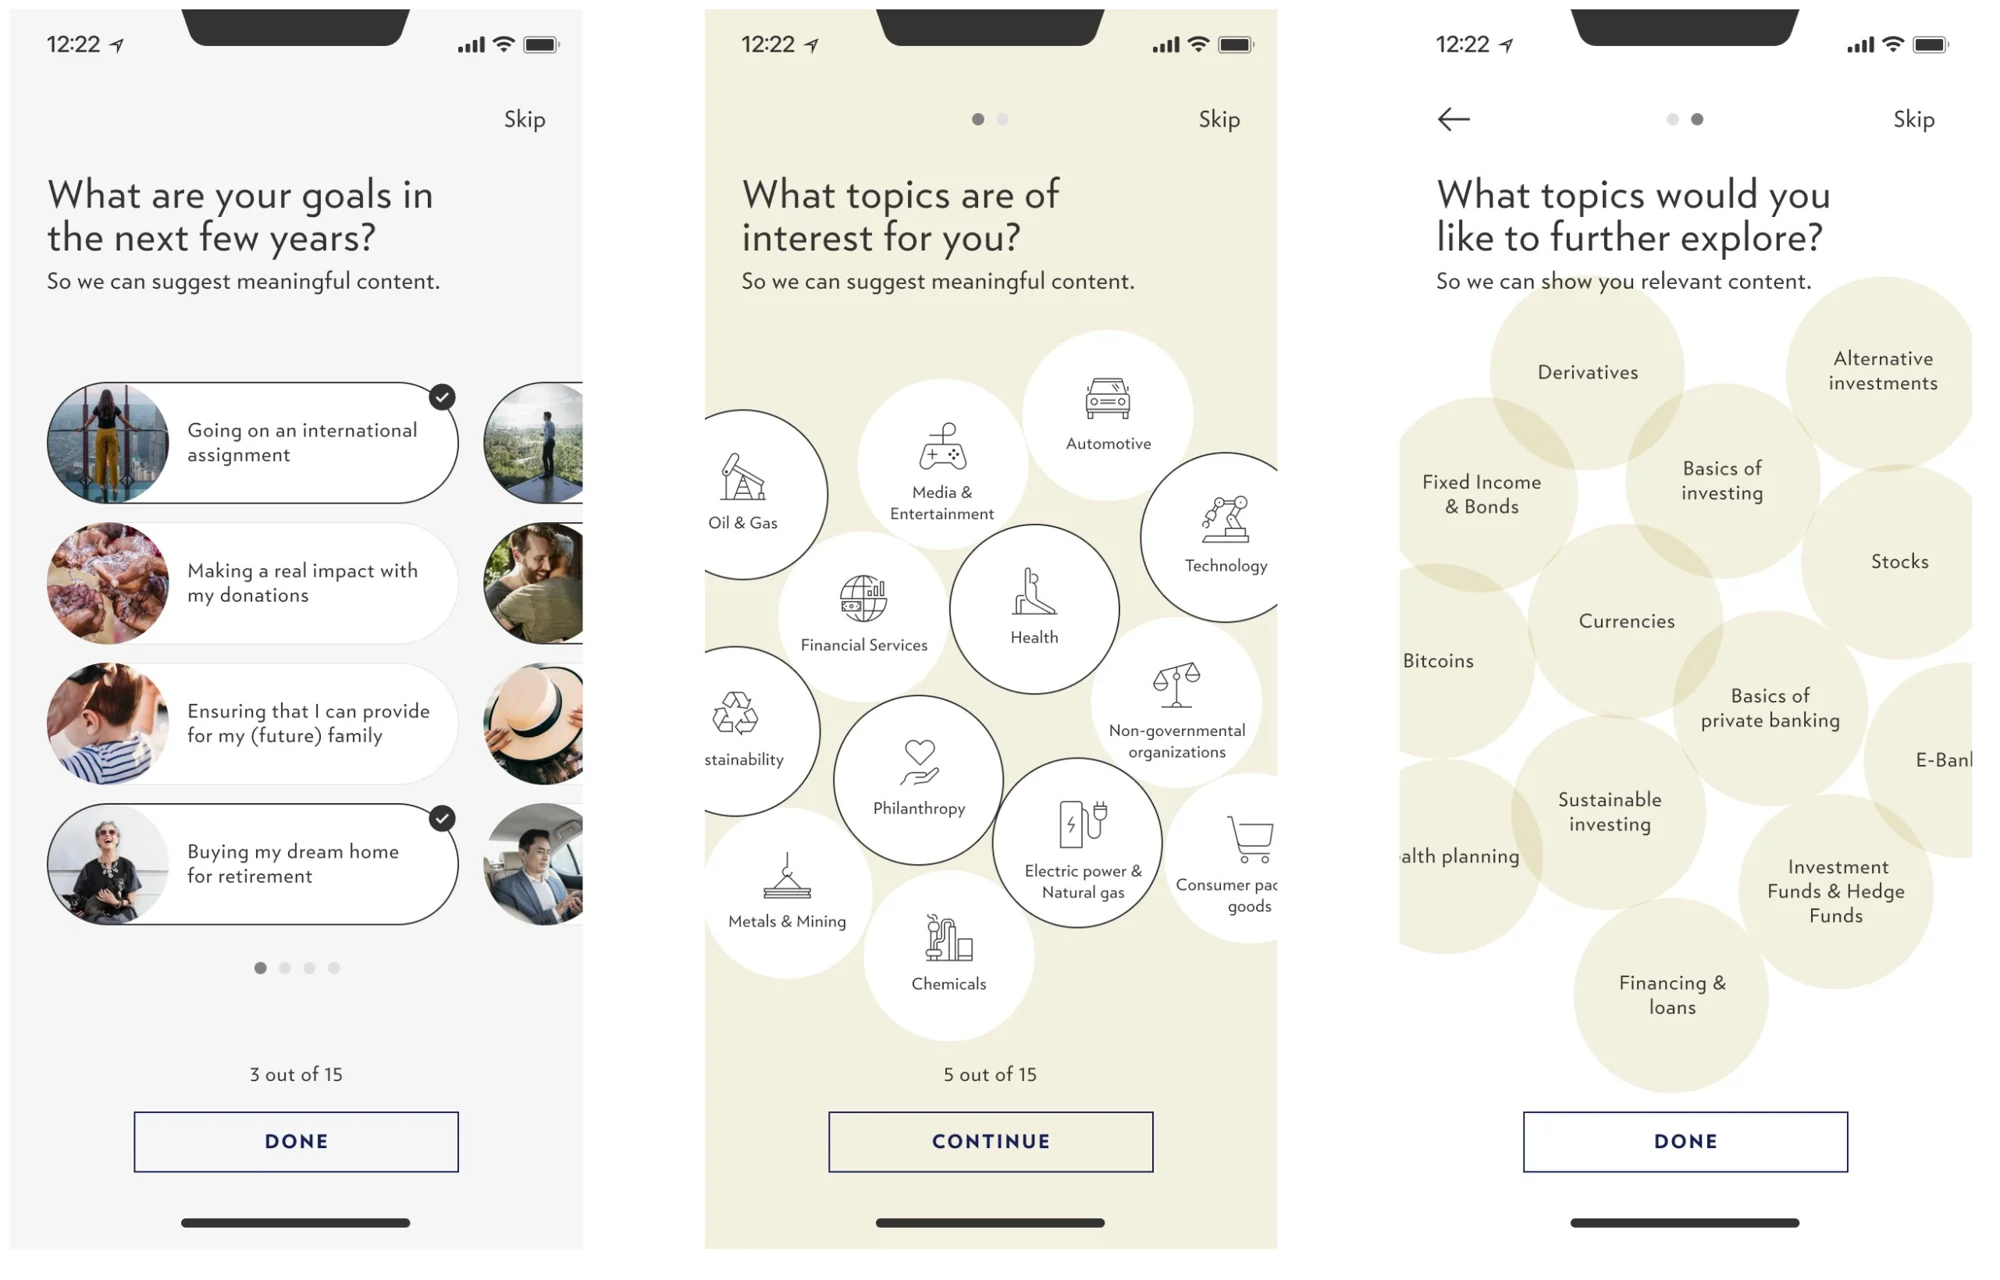 12:22
Skip
What are your goals in
the next few years?
So we can suggest meaningful content.
Going on an international
assignment
Making a real impact with
my donations
Ensuring that I can provide
for my (future) family
Buying my dream home
for retirement
3 out of 15
DONE
12:22
Skip
What topics are of
interest for you?
So we can suggest meaningful content.
Automotive
Media &
Entertainment
Oil & Gas
Technology
Health
Financial Services
Non-governmental
organizations
stainability
Philanthropy
Electric power &
Natural gas
Consumer pac
goods
Metals & Mining
Chemicals
5 out of 15
CONTINUE
12:22
Skip
What topics would you
like to further explore?
So we can show you relevant content.
Derivatives
Alternative
investments
Fixed Income
& Bonds
Basics of
investing
Stocks
Currencies
Bitcoins
Basics of
private banking
E-Bank
Sustainable
investing
alth planning
Investment
Funds & Hedge
Funds
Financing &
loans
DONE